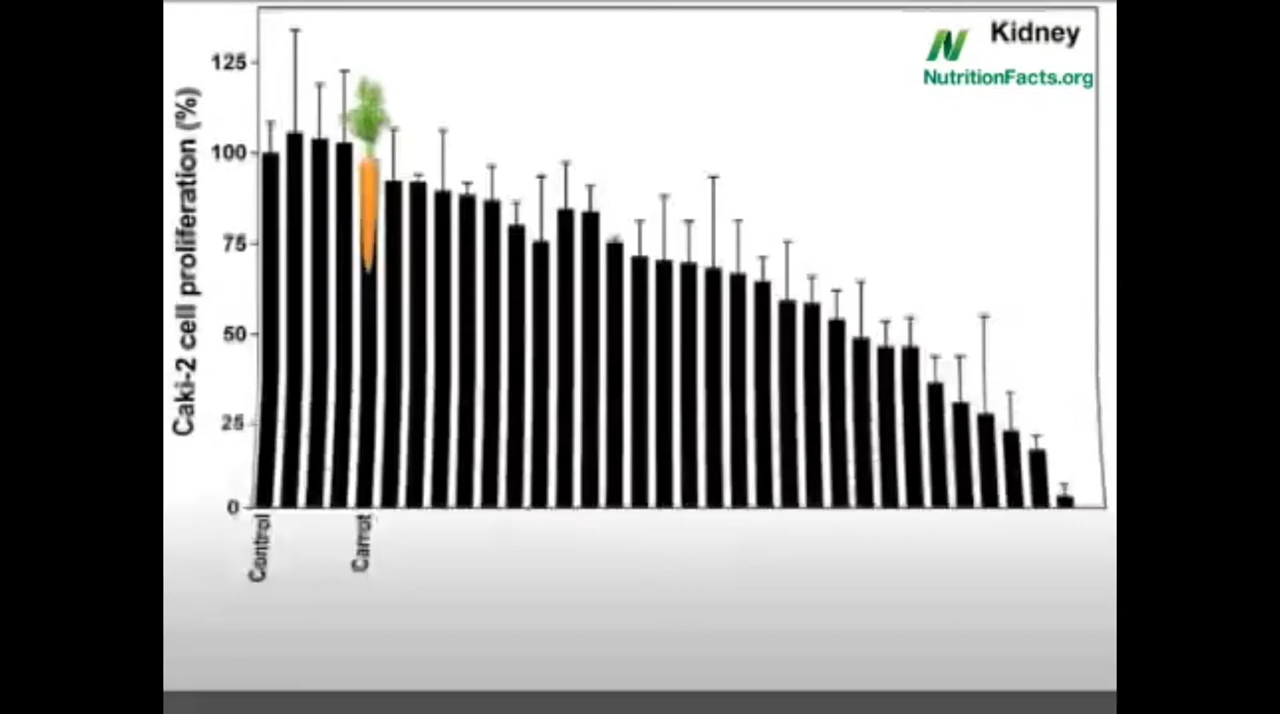 Kidney
NutritionFacts.org
Caki-2 cell proliferation (%)
125
100
75
50
25
0
Control
Carrot